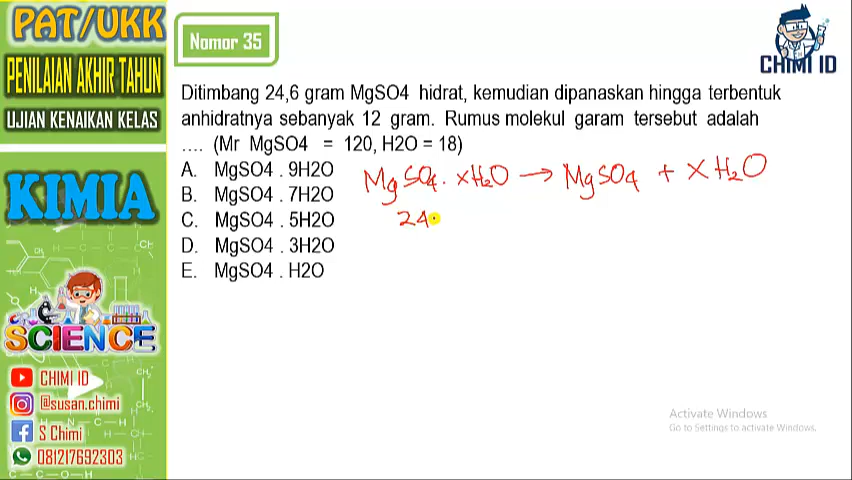 PAT/UKK
PENILAIAN AKHIR TAHUN
UJIAN KENAIKAN KELAS
KIMIA
SCIENCE
CHIMI ID
@susan.chimi
S Chimi
081217692303
Nomor 35
CHIMI ID
Ditimbang 24,6 gram MgSO4 hidrat, kemudian dipanaskan hingga terbentuk
anhidratnya sebanyak 12 gram. Rumus molekul garam tersebut adalah
.... (Mr MgSO4 = 120, H2O = 18)
A. MgSO4 . 9H2O
B. MgSO4 . 7H2O
C. MgSO4 . 5H2O
D. MgSO4 . 3H2O
E. MgSO4 . H2O
MgSO4 . xH2O → MgSO4 + xH2O
24
Activate Windows
Go to Settings to activate Windows.